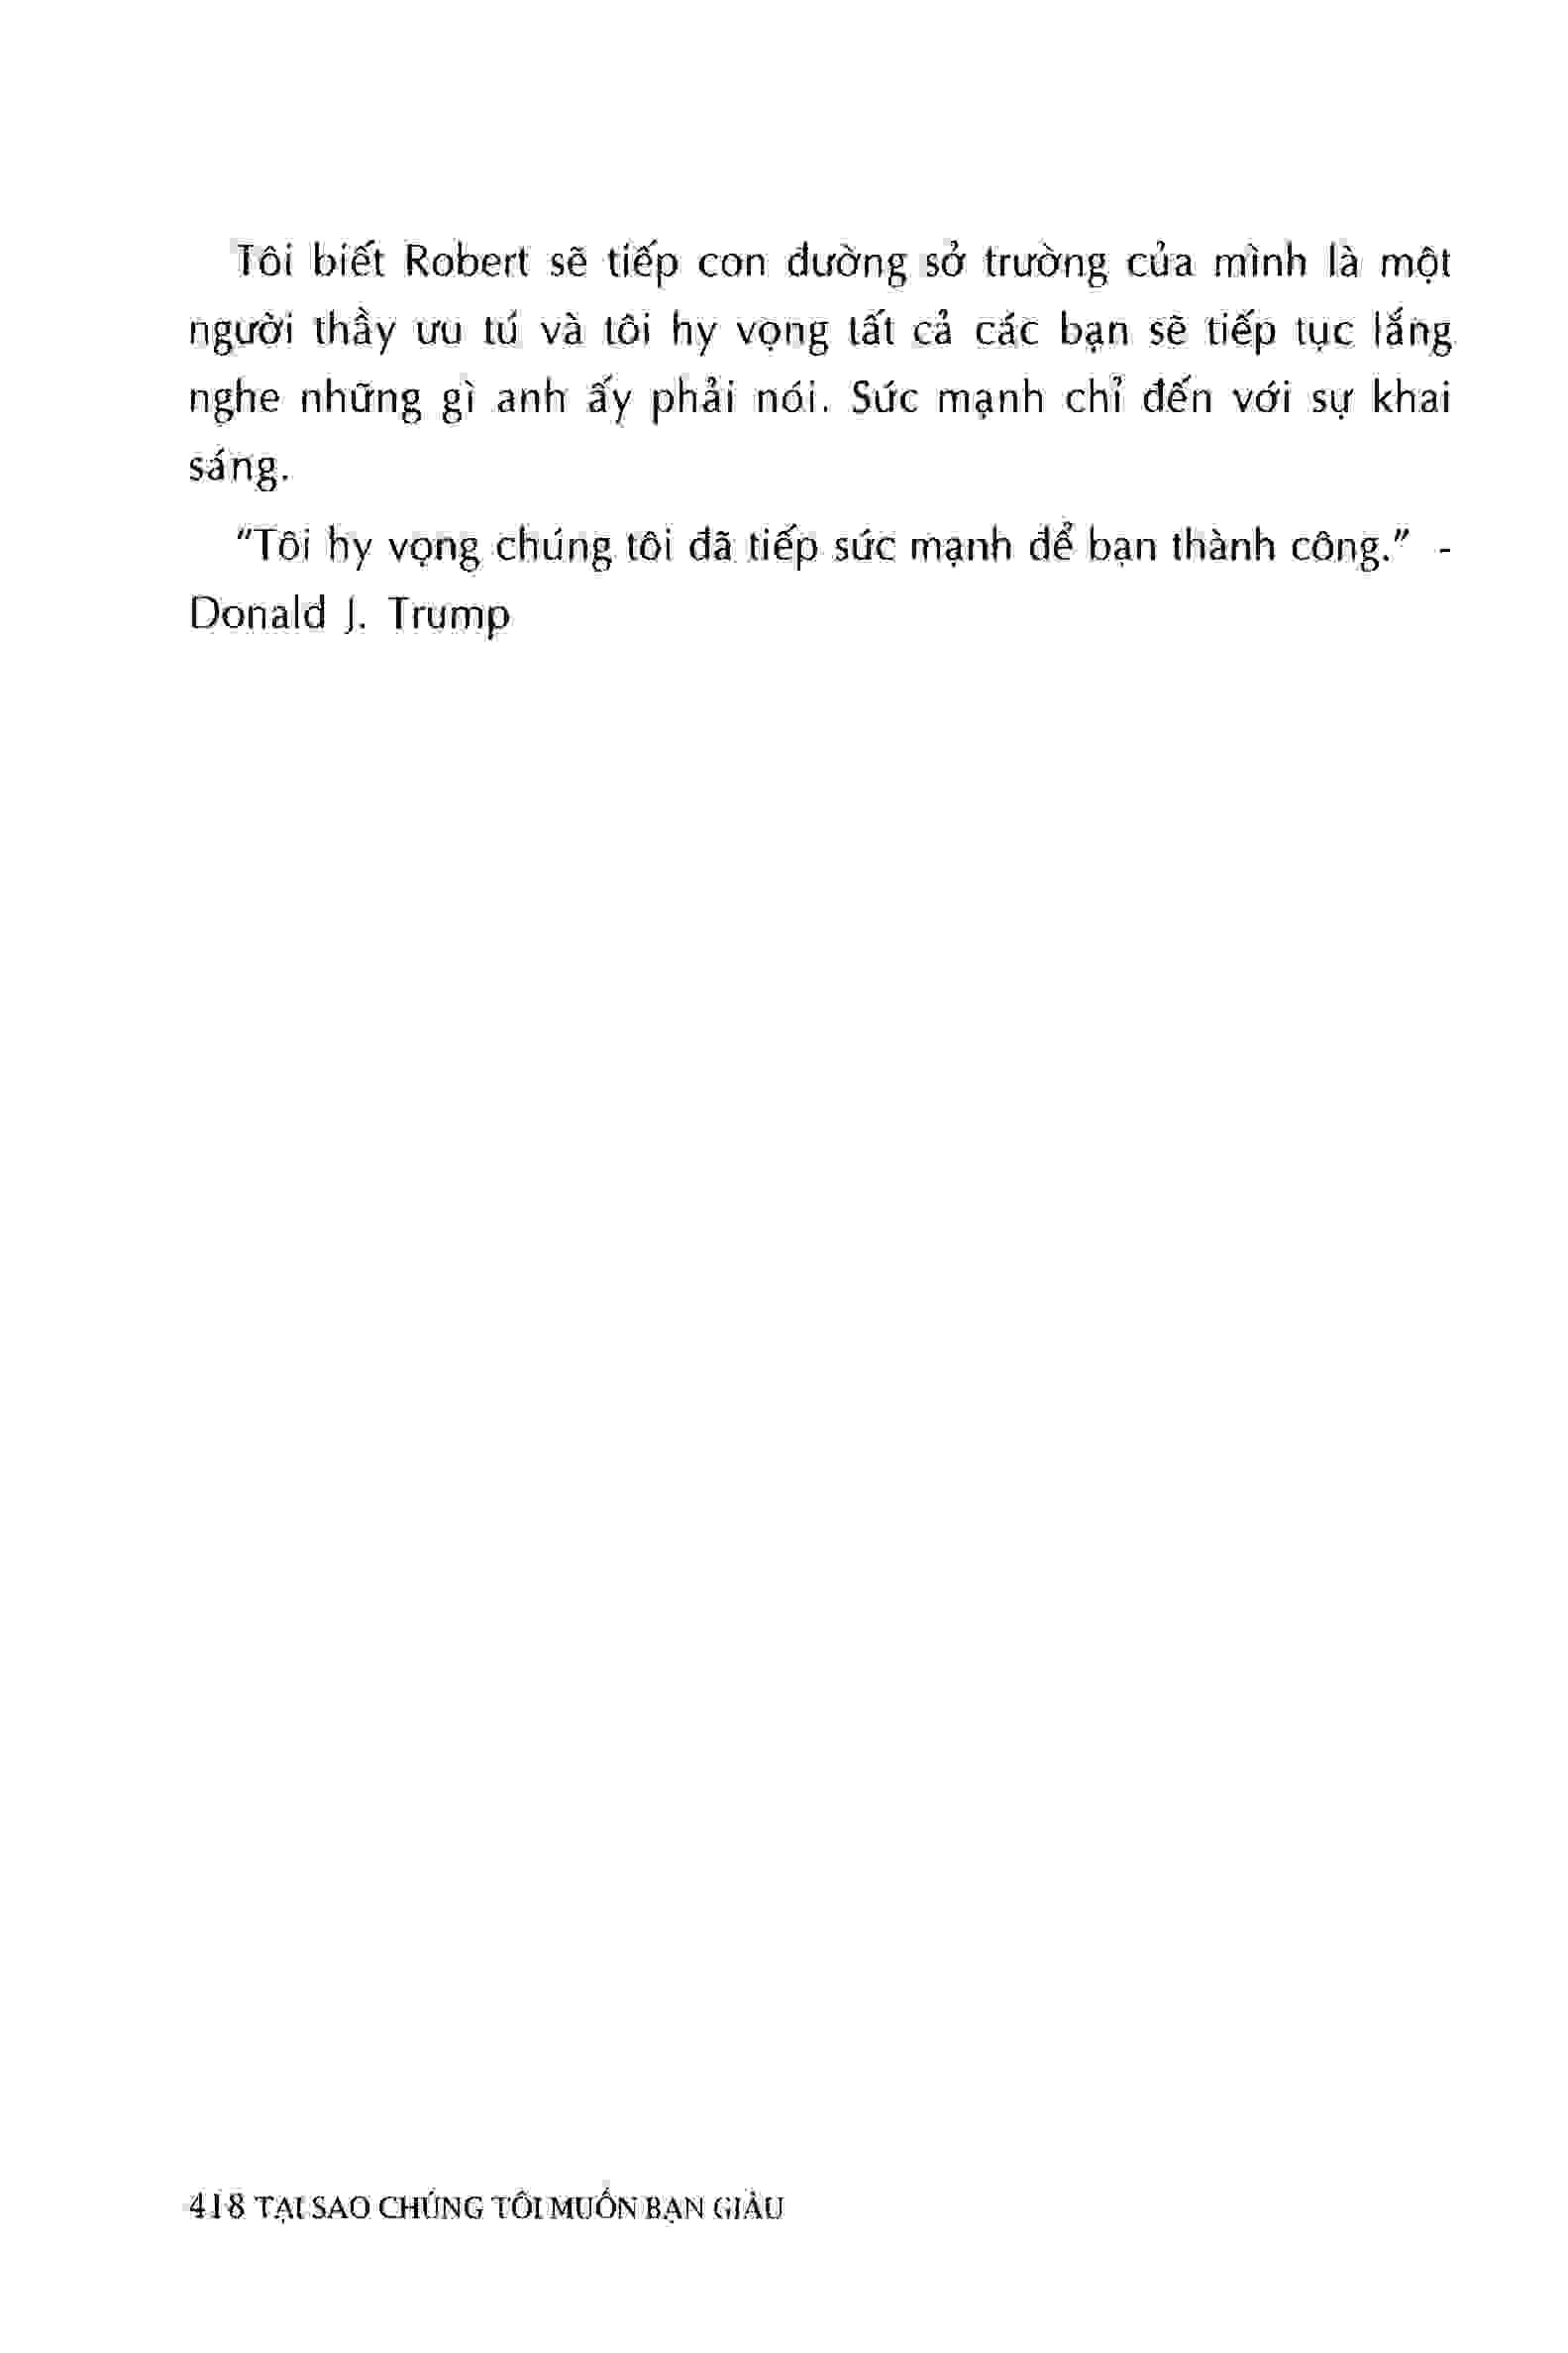 Tôi biết Robert sẽ tiếp con đường sở trường của mình là một
người thầy ưu tú và tôi hy vọng tất cả các bạn sẽ tiếp tục lắng
nghe những gì anh ấy phải nói. Sức mạnh chỉ đến với sự khai
sáng.
"Tôi hy vọng chúng tôi đã tiếp sức mạnh để bạn thành công." -
Donald J. Trump
418 TẠI SAO CHÚNG TÔI MUỐN BẠN GIÀU